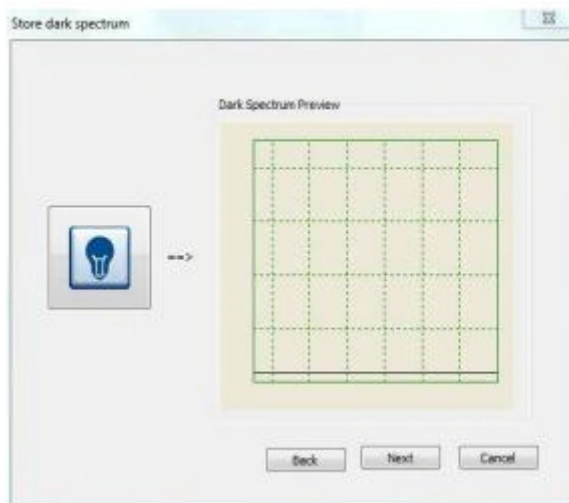 Store dark spectrum
Dark Spectrum Preview
==>
Back
Next
Cancel